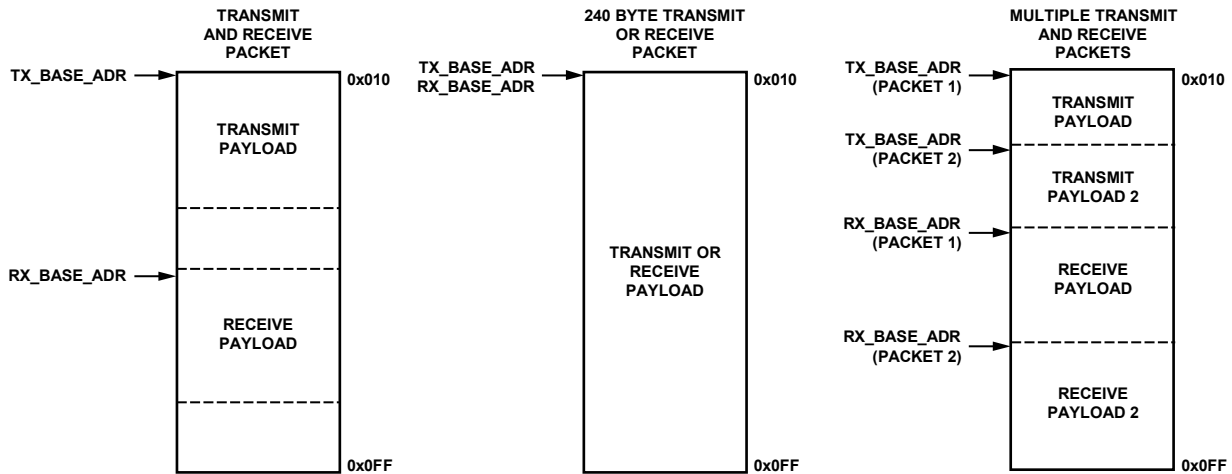 TRANSMIT
AND RECEIVE
PACKET
TX_BASE_ADR
0x010
TRANSMIT
PAYLOAD
RX_BASE_ADR
RECEIVE
PAYLOAD
0x0FF
240 BYTE TRANSMIT
OR RECEIVE
PACKET
TX_BASE_ADR
RX_BASE_ADR
0x010
TRANSMIT OR
RECEIVE
PAYLOAD
0x0FF
MULTIPLE TRANSMIT
AND RECEIVE
PACKETS
TX_BASE_ADR
(PACKET 1)
0x010
TRANSMIT
PAYLOAD
TX_BASE_ADR
(PACKET 2)
TRANSMIT
PAYLOAD 2
RX_BASE_ADR
(PACKET 1)
RECEIVE
PAYLOAD
RX_BASE_ADR
(PACKET 2)
RECEIVE
PAYLOAD 2
0x0FF